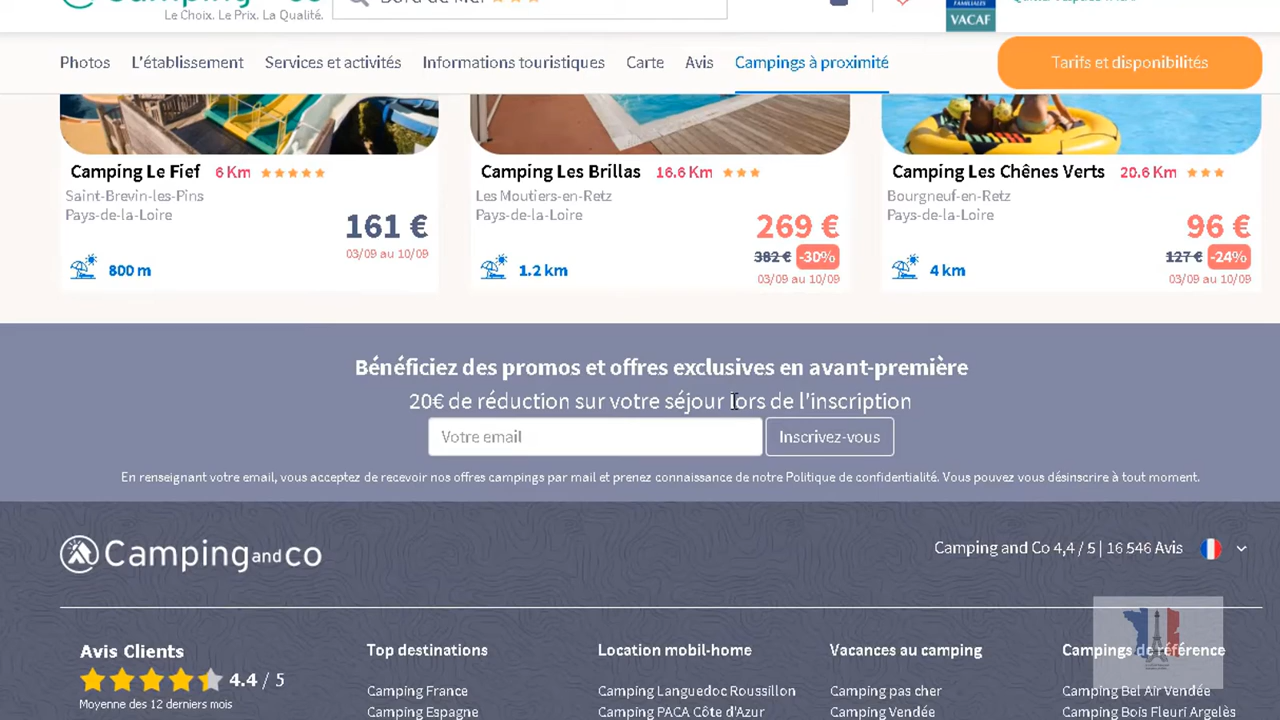 Le Choix. Le Prix. La Qualité.
VACAF
Photos L'établissement Services et activités Informations touristiques Carte Avis Campings à proximité Tarifs et disponibilités
Camping Le Fief 6 Km
Saint-Brevin-les-Pins
Pays-de-la-Loire
161 €
03/09 au 10/09
800 m
Camping Les Brillas 16.6 Km
Les Moutiers-en-Retz
Pays-de-la-Loire
269 €
382 € -30%
1.2 km
03/09 au 10/09
Camping Les Chênes Verts 20.6 Km
Bourgneuf-en-Retz
Pays-de-la-Loire
96 €
127 € -24%
4 km
03/09 au 10/09
Bénéficiez des promos et offres exclusives en avant-première
20€ de réduction sur votre séjour lors de l'inscription
Votre email Inscrivez-vous
En renseignant votre email, vous acceptez de recevoir nos offres campings par mail et prenez connaissance de notre Politique de confidentialité. Vous pouvez vous désinscrire à tout moment.
Camping and co
Camping and Co 4,4 / 5 | 16 546 Avis
Avis Clients
4.4 / 5
Moyenne des 12 derniers mois
Top destinations
Camping France
Camping Espagne
Location mobil-home
Camping Languedoc Roussillon
Camping PACA Côte d'Azur
Vacances au camping
Camping pas cher
Camping Vendée
Campings de référence
Camping Bel Air Vendée
Camping Bois Fleuri Argelès